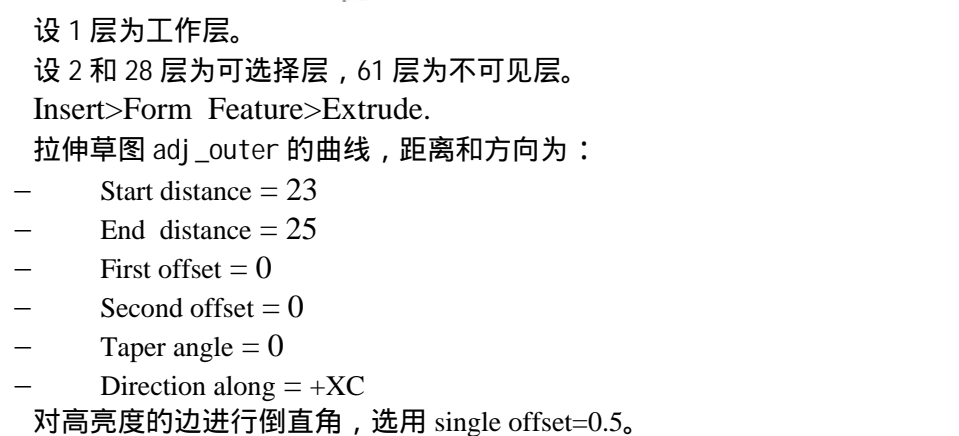 设 1 层为工作层。
设 2 和 28 层为可选择层，61 层为不可见层。
Insert>Form Feature>Extrude.
拉伸草图 adj_outer 的曲线，距离和方向为：
– Start distance = 23
– End distance = 25
– First offset = 0
– Second offset = 0
– Taper angle = 0
– Direction along = +XC
对高亮度的边进行倒直角，选用 single offset=0.5。